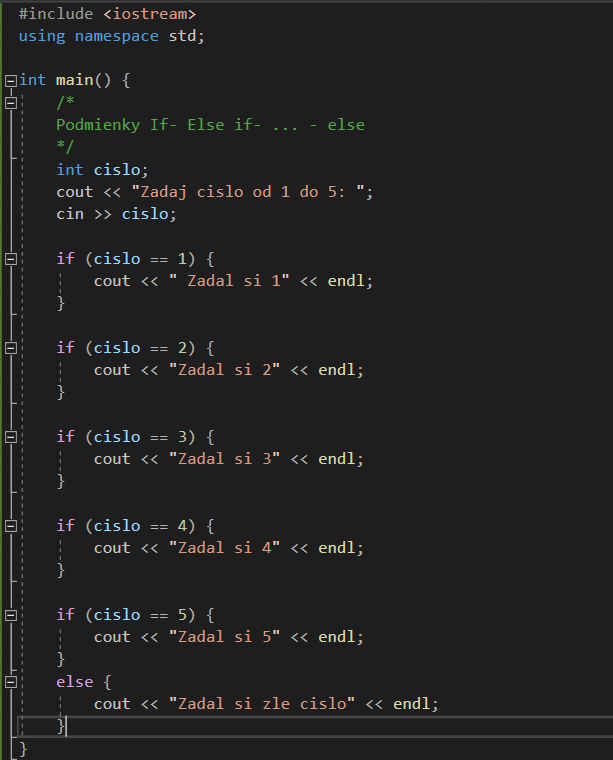 #include <iostream>
using namespace std;
int main() {
/*
Podmienky If- Else if- ... - else
*/
int cislo;
cout << "Zadaj cislo od 1 do 5: ";
cin >> cislo;
if (cislo == 1) {
cout << " Zadal si 1" << endl;
}
if (cislo == 2) {
cout << "Zadal si 2" << endl;
}
if (cislo == 3) {
cout << "Zadal si 3" << endl;
}
if (cislo == 4) {
cout << "Zadal si 4" << endl;
}
if (cislo == 5) {
cout << "Zadal si 5" << endl;
}
else {
cout << "Zadal si zle cislo" << endl;
}
}